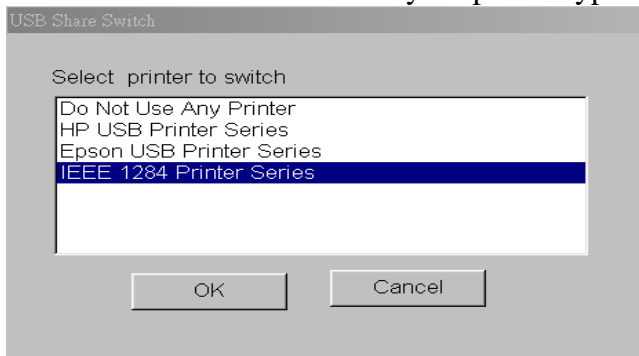 USB Share Switch
Select printer to switch
Do Not Use Any Printer
HP USB Printer Series
Epson USB Printer Series
IEEE 1284 Printer Series
OK
Cancel